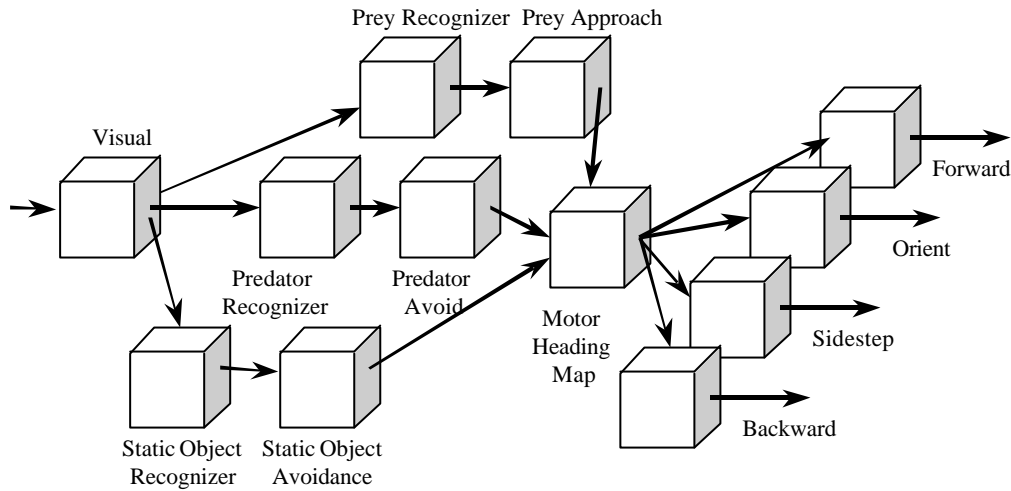 Prey Recognizer
Prey Approach
Visual
Forward
Predator
Recognizer
Predator
Avoid
Orient
Motor
Heading
Map
Sidestep
Static Object
Recognizer
Static Object
Avoidance
Backward